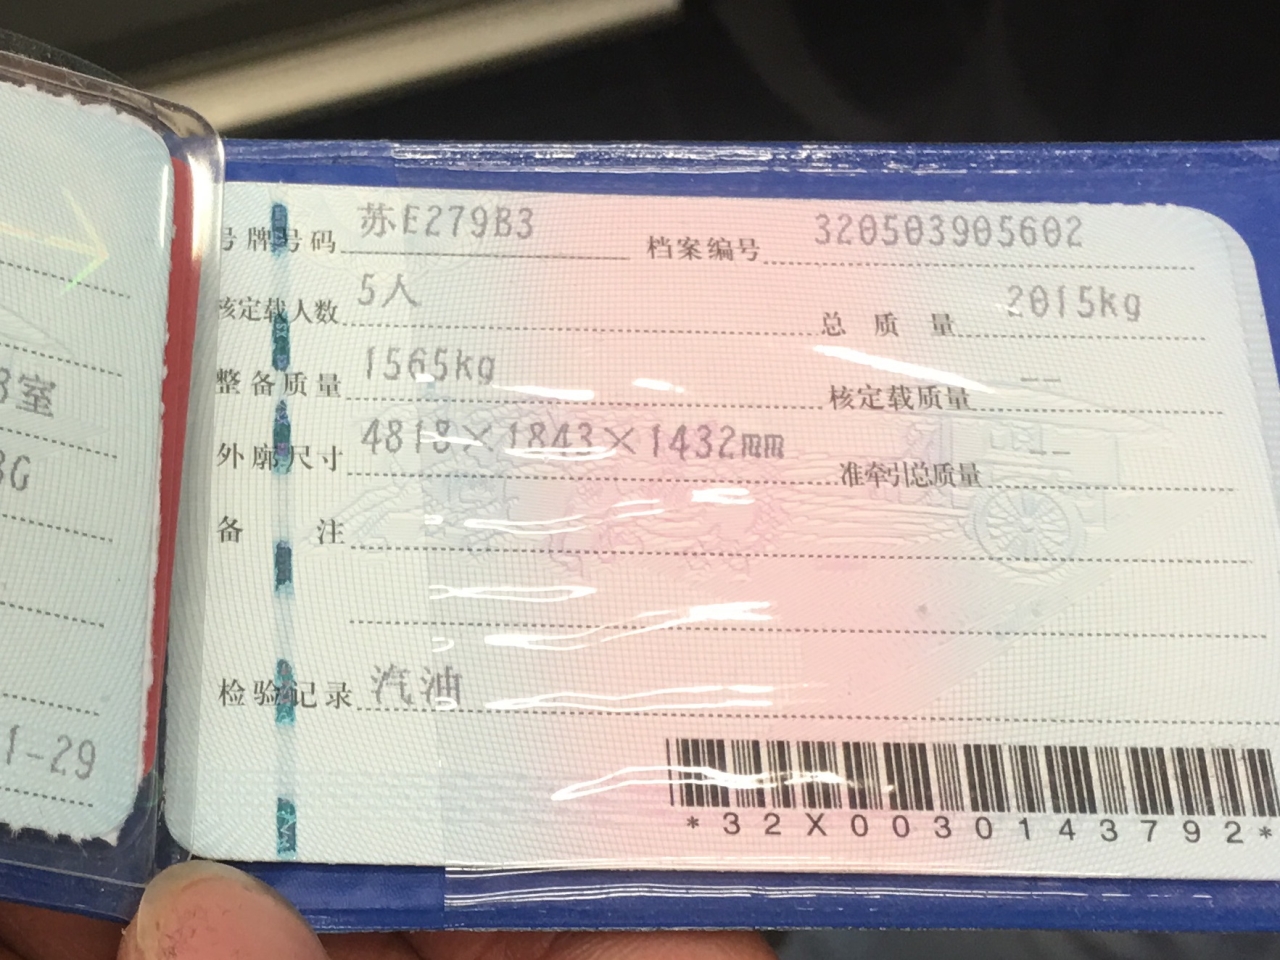 号牌号码 苏E279B3 档案编号 320503905602
核定载人数 5人 总质量 2015kg
整备质量 1565kg 核定载质量 --
外廓尺寸 4818×1843×1432mm 准牵引总质量 --
备注
检验记录 汽油
*32X0030143792*
3室
3G
1-29